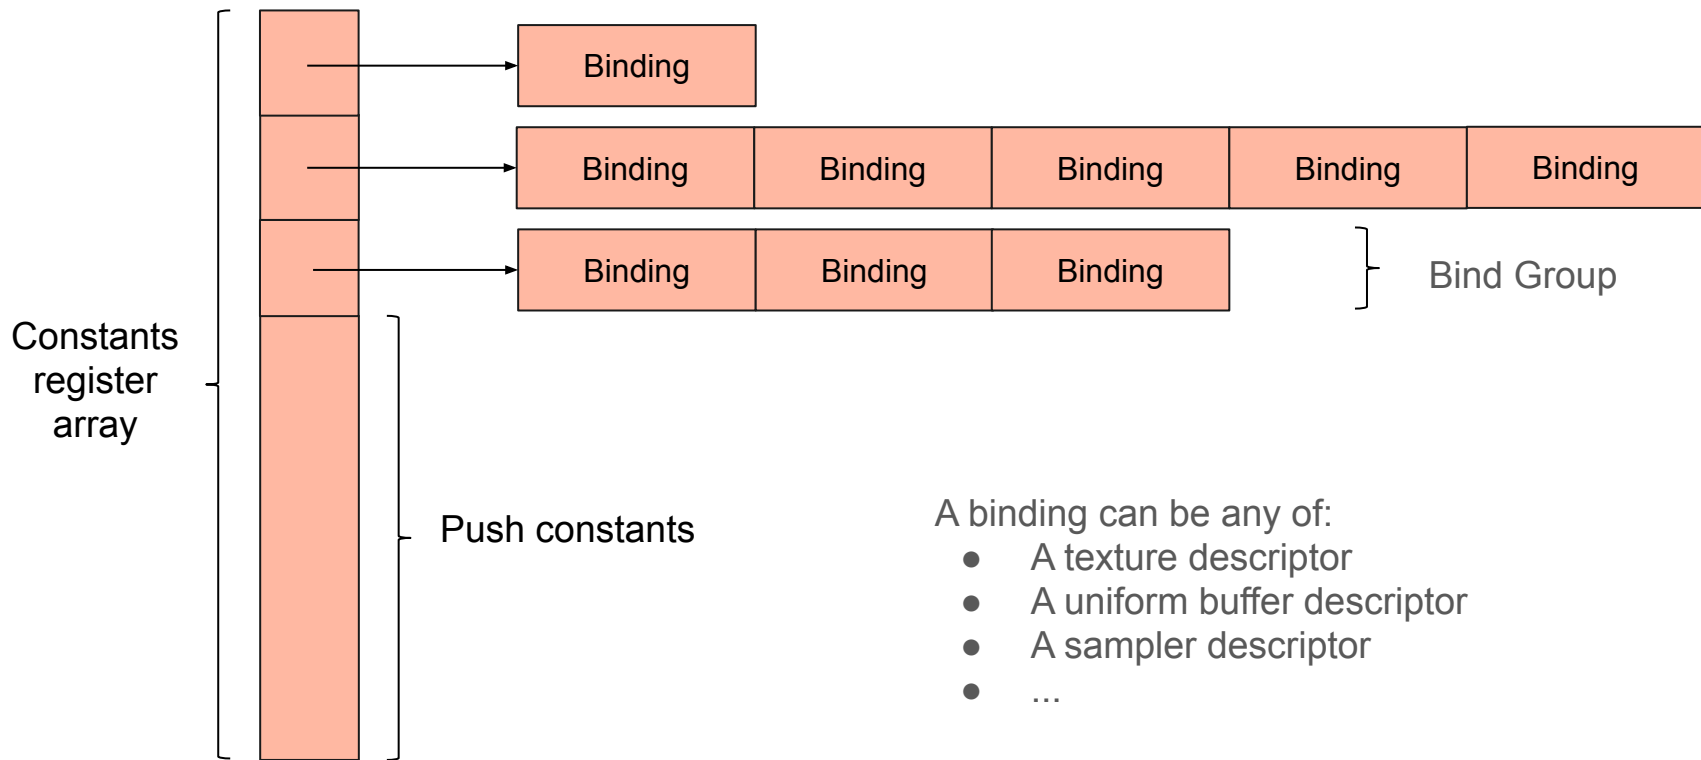 Binding
Binding Binding Binding Binding Binding
Binding Binding Binding
Bind Group
Constants
register
array
Push constants
A binding can be any of:
● A texture descriptor
● A uniform buffer descriptor
● A sampler descriptor
● ...